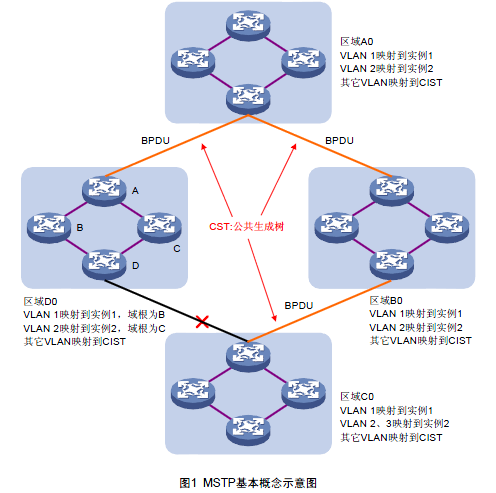 区域A0
VLAN 1映射到实例1
VLAN 2映射到实例2
其它VLAN映射到CIST
BPDU
BPDU
A
B
C
D
CST:公共生成树
区域D0
VLAN 1映射到实例1，域根为B
VLAN 2映射到实例2，域根为C
其它VLAN映射到CIST
BPDU
区域B0
VLAN 1映射到实例1
VLAN 2映射到实例2
其它VLAN映射到CIST
区域C0
VLAN 1映射到实例1
VLAN 2、3映射到实例2
其它VLAN映射到CIST
图1 MSTP基本概念示意图